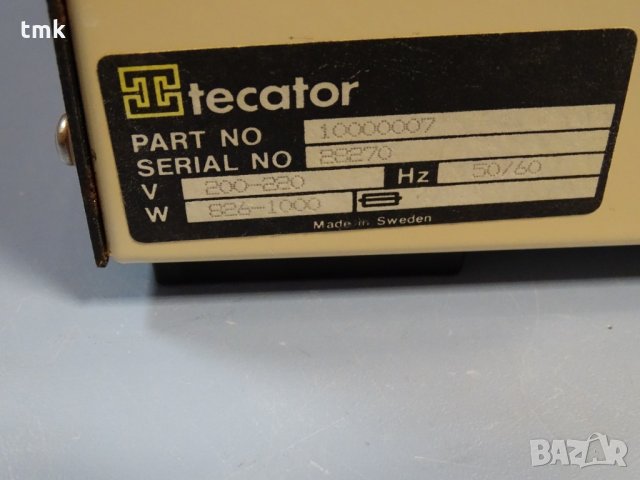 tmk
tecator
PART NO 10000007
SERIAL NO 28270
V 200-220 Hz 50/60
W 826-1000
Made in Sweden
BAZAR